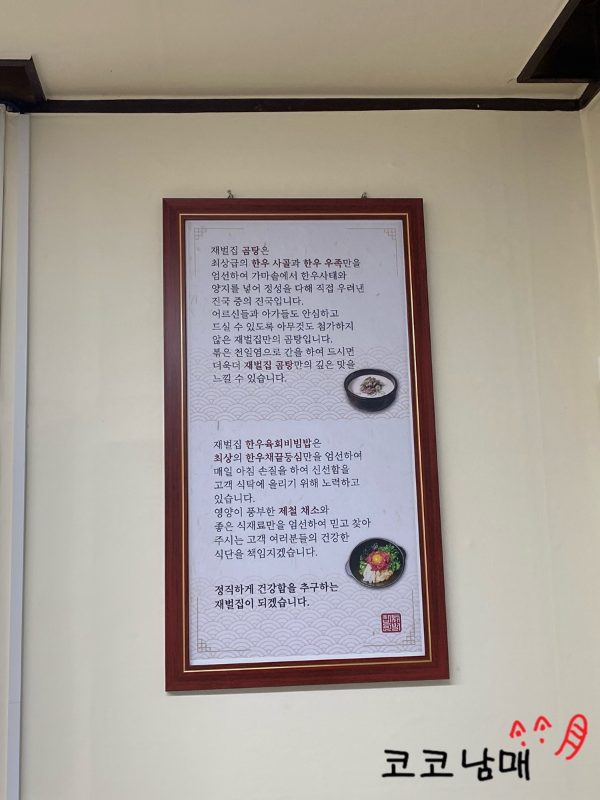 재벌집 곰탕은
최상급의 한우 사골과 한우 우족만을
엄선하여 가마솥에서 한우사태와
양지를 넣어 정성을 다해 직접 우려낸
진국 중의 진국입니다.
어르신들과 아가들도 안심하고
드실 수 있도록 아무것도 첨가하지
않은 재벌집만의 곰탕입니다.
볶은 천일염으로 간을 하여 드시면
더욱더 재벌집 곰탕만의 깊은 맛을
느낄 수 있습니다.
재벌집 한우육회비빔밥은
최상의 한우채끝등심만을 엄선하여
매일 아침 손질을 하여 신선함을
고객 식탁에 올리기 위해 노력하고
있습니다.
영양이 풍부한 제철 채소와
좋은 식재료만을 엄선하여 믿고 찾아
주시는 고객 여러분들의 건강한
식단을 책임지겠습니다.
정직하게 건강함을 추구하는
재벌집이 되겠습니다.
코코남매